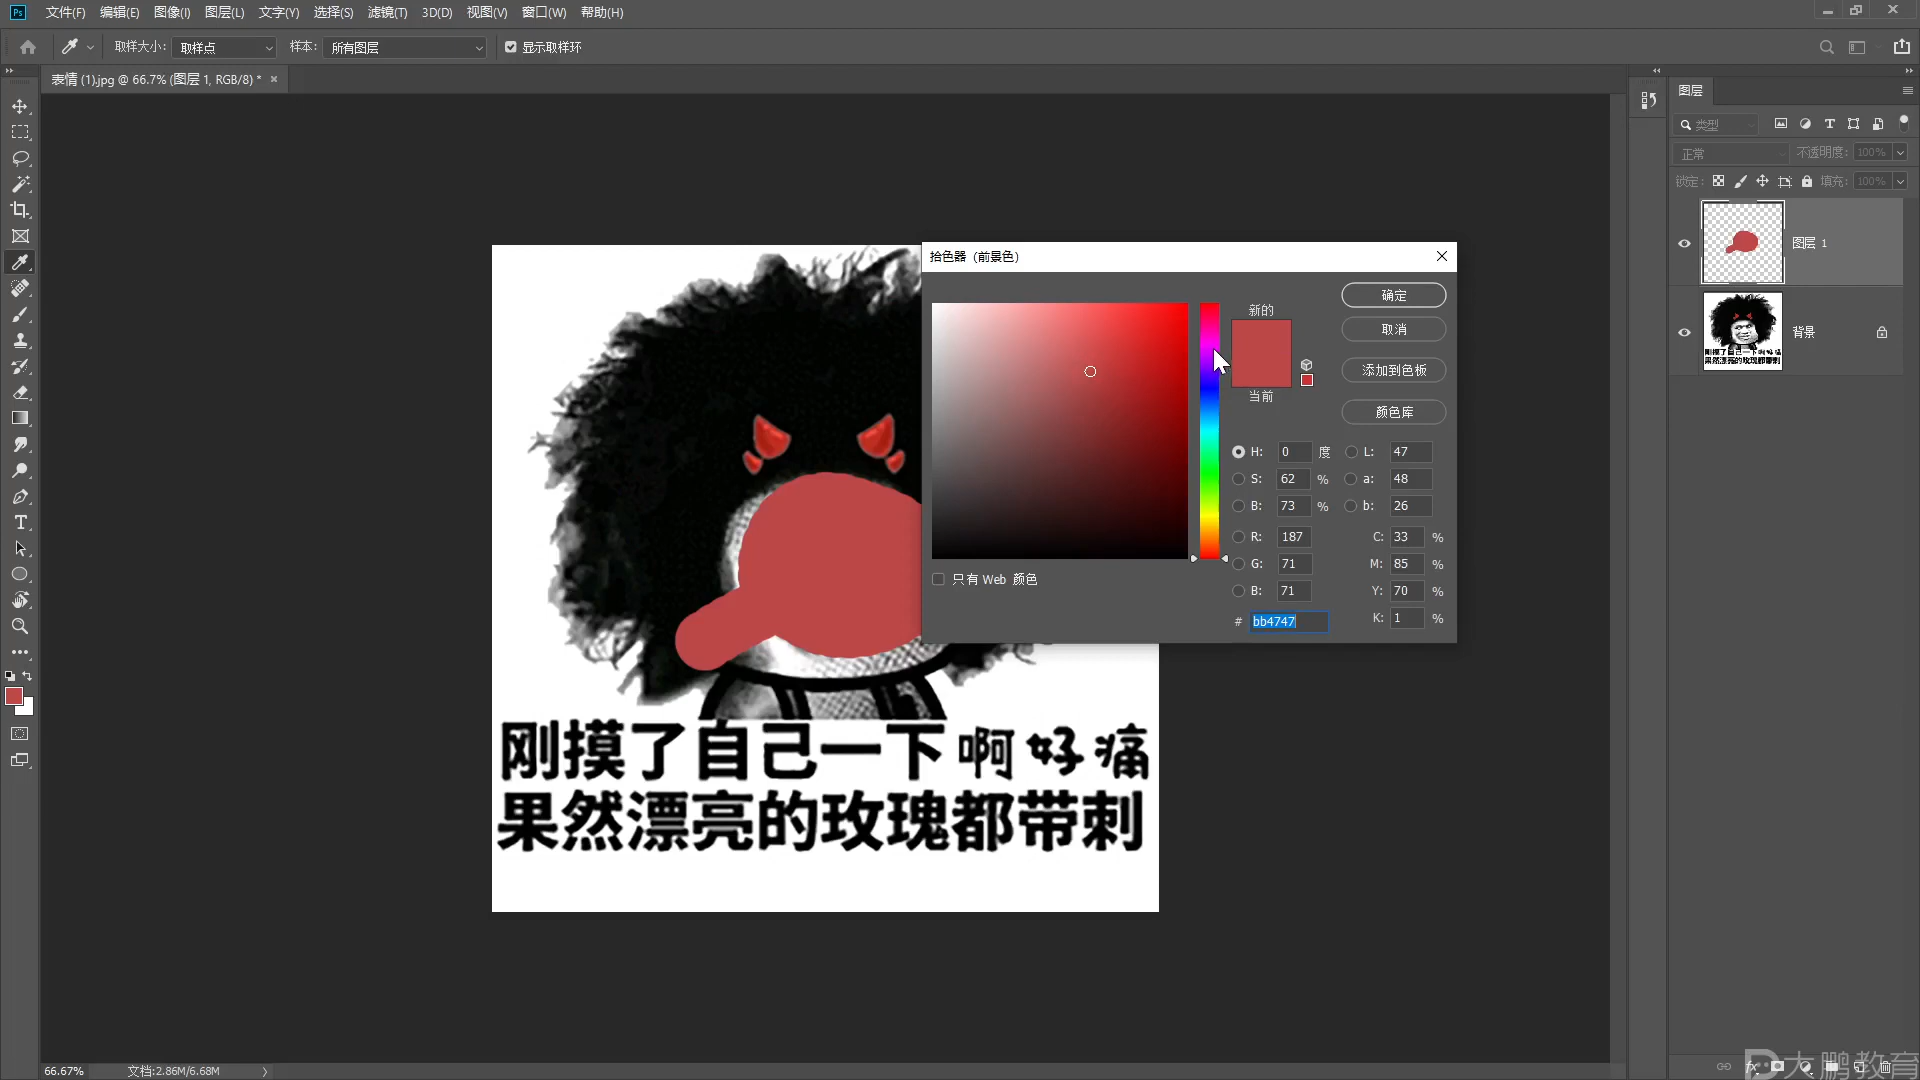 Ps 文件(F) 编辑(E) 图像(I) 图层(L) 文字(Y) 选择(S) 滤镜(T) 3D(D) 视图(V) 窗口(W) 帮助(H)
取样大小: 取样点 样本: 所有图层 显示取样环
表情 (1).jpg @ 66.7% (图层 1, RGB/8) * ×
图层
类型
正常 不透明度: 100%
锁定: 填充: 100%
图层 1
背景
拾色器 (前景色)
新的
当前
确定
取消
添加到色板
颜色库
H: 0 度 L: 47
S: 62 % a: 48
B: 73 % b: 26
R: 187 C: 33 %
G: 71 M: 85 %
B: 71 Y: 70 %
# bb4747 K: 1 %
只有 Web 颜色
刚摸了自己一下啊好痛
果然漂亮的玫瑰都带刺
66.67% 文档:2.86M/6.68M
大鹏教育